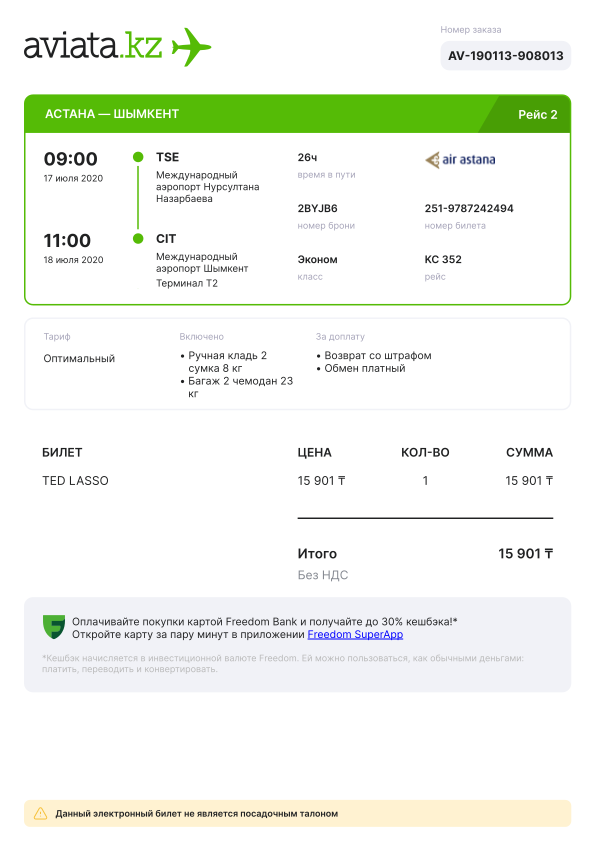 aviata.kz
Номер заказа
AV-190113-908013
АСТАНА — ШЫМКЕНТ
Рейс 2
09:00
17 июля 2020
TSE
Международный
аэропорт Нурсултана
Назарбаева
11:00
18 июля 2020
CIT
Международный
аэропорт Шымкент
Терминал T2
26ч
время в пути
air astana
2BYJB6
номер брони
251-9787242494
номер билета
Эконом
класс
KC 352
рейс
Тариф
Оптимальный
Включено
• Ручная кладь 2
сумка 8 кг
• Багаж 2 чемодан 23
кг
За доплату
• Возврат со штрафом
• Обмен платный
БИЛЕТ ЦЕНА КОЛ-ВО СУММА
TED LASSO 15 901 ₸ 1 15 901 ₸
Итого 15 901 ₸
Без НДС
Оплачивайте покупки картой Freedom Bank и получайте до 30% кешбэка!*
Откройте карту за пару минут в приложении Freedom SuperApp
*Кешбэк начисляется в инвестиционной валюте Freedom. Ей можно пользоваться, как обычными деньгами:
платить, переводить и конвертировать.
Данный электронный билет не является посадочным талоном